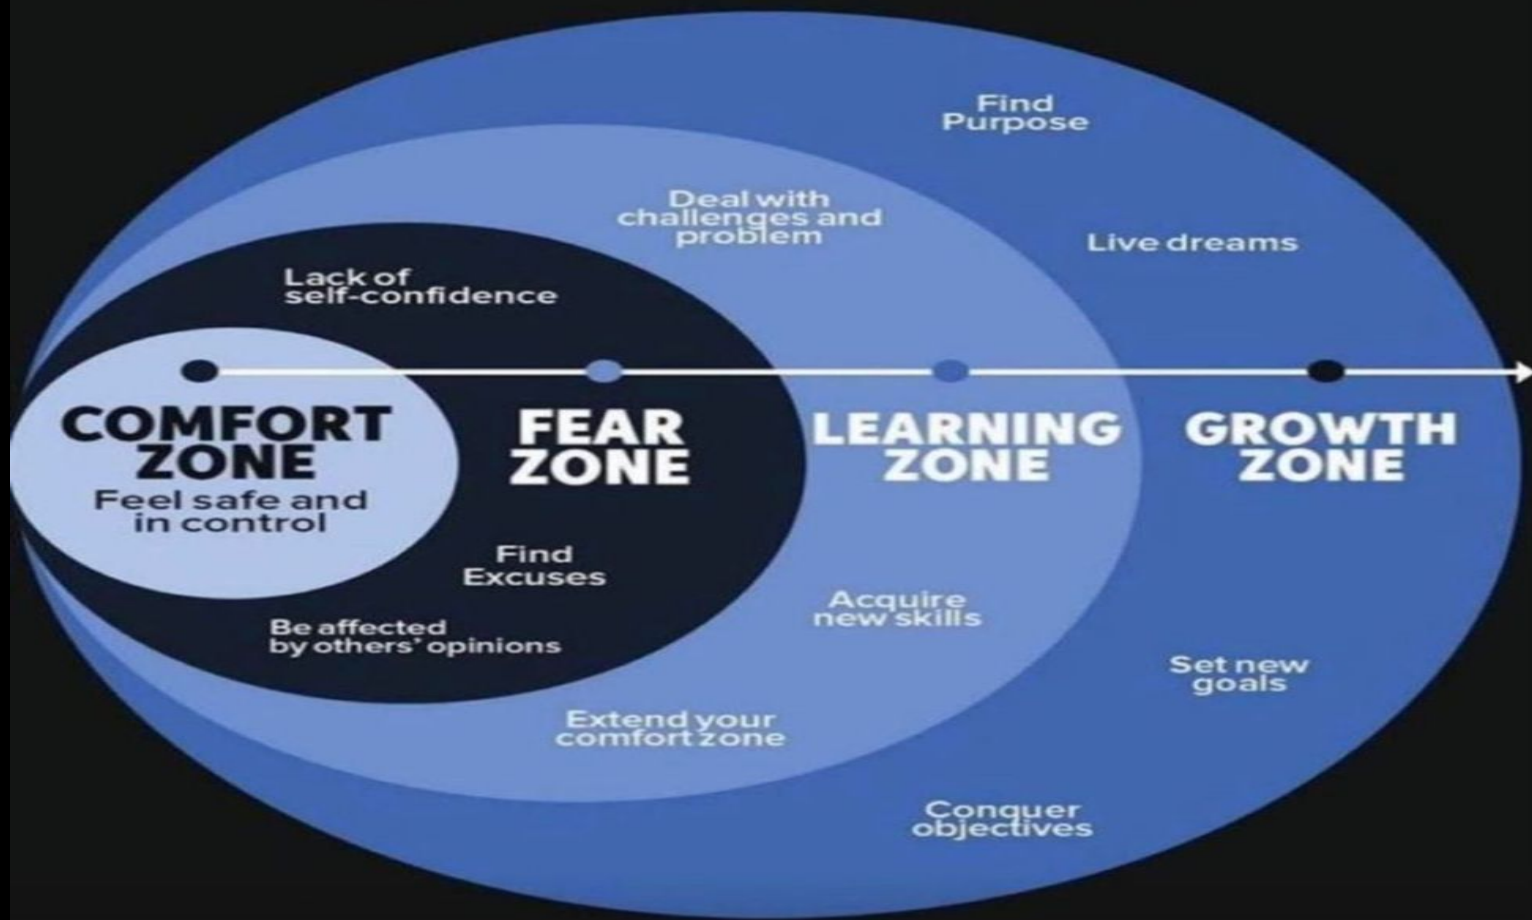 Find
Purpose
Deal with
challenges and
problem
Live dreams
Lack of
self-confidence
COMFORT
ZONE
Feel safe and
in control
FEAR
ZONE
LEARNING
ZONE
GROWTH
ZONE
Find
Excuses
Acquire
new skills
Be affected
by others' opinions
Set new
goals
Extend your
comfort zone
Conquer
objectives